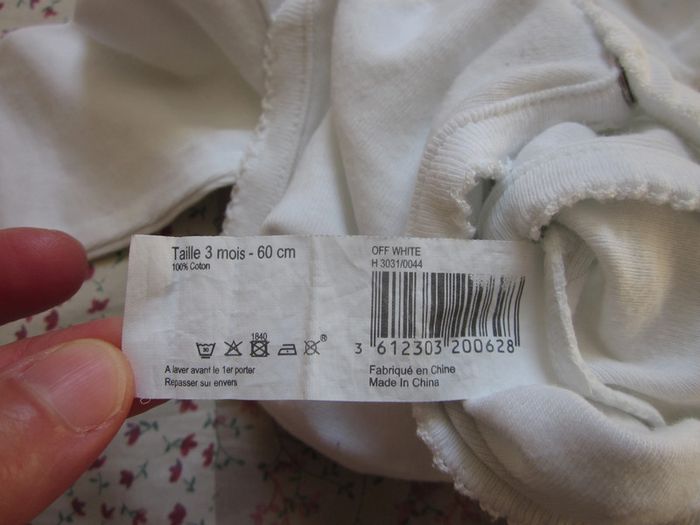 Taille 3 mois - 60 cm
100% Coton
1840
®
A laver avant le 1er porter
Repasser sur envers
OFF WHITE
H 3031/0044
3 612303 200628
Fabriqué en Chine
Made In China